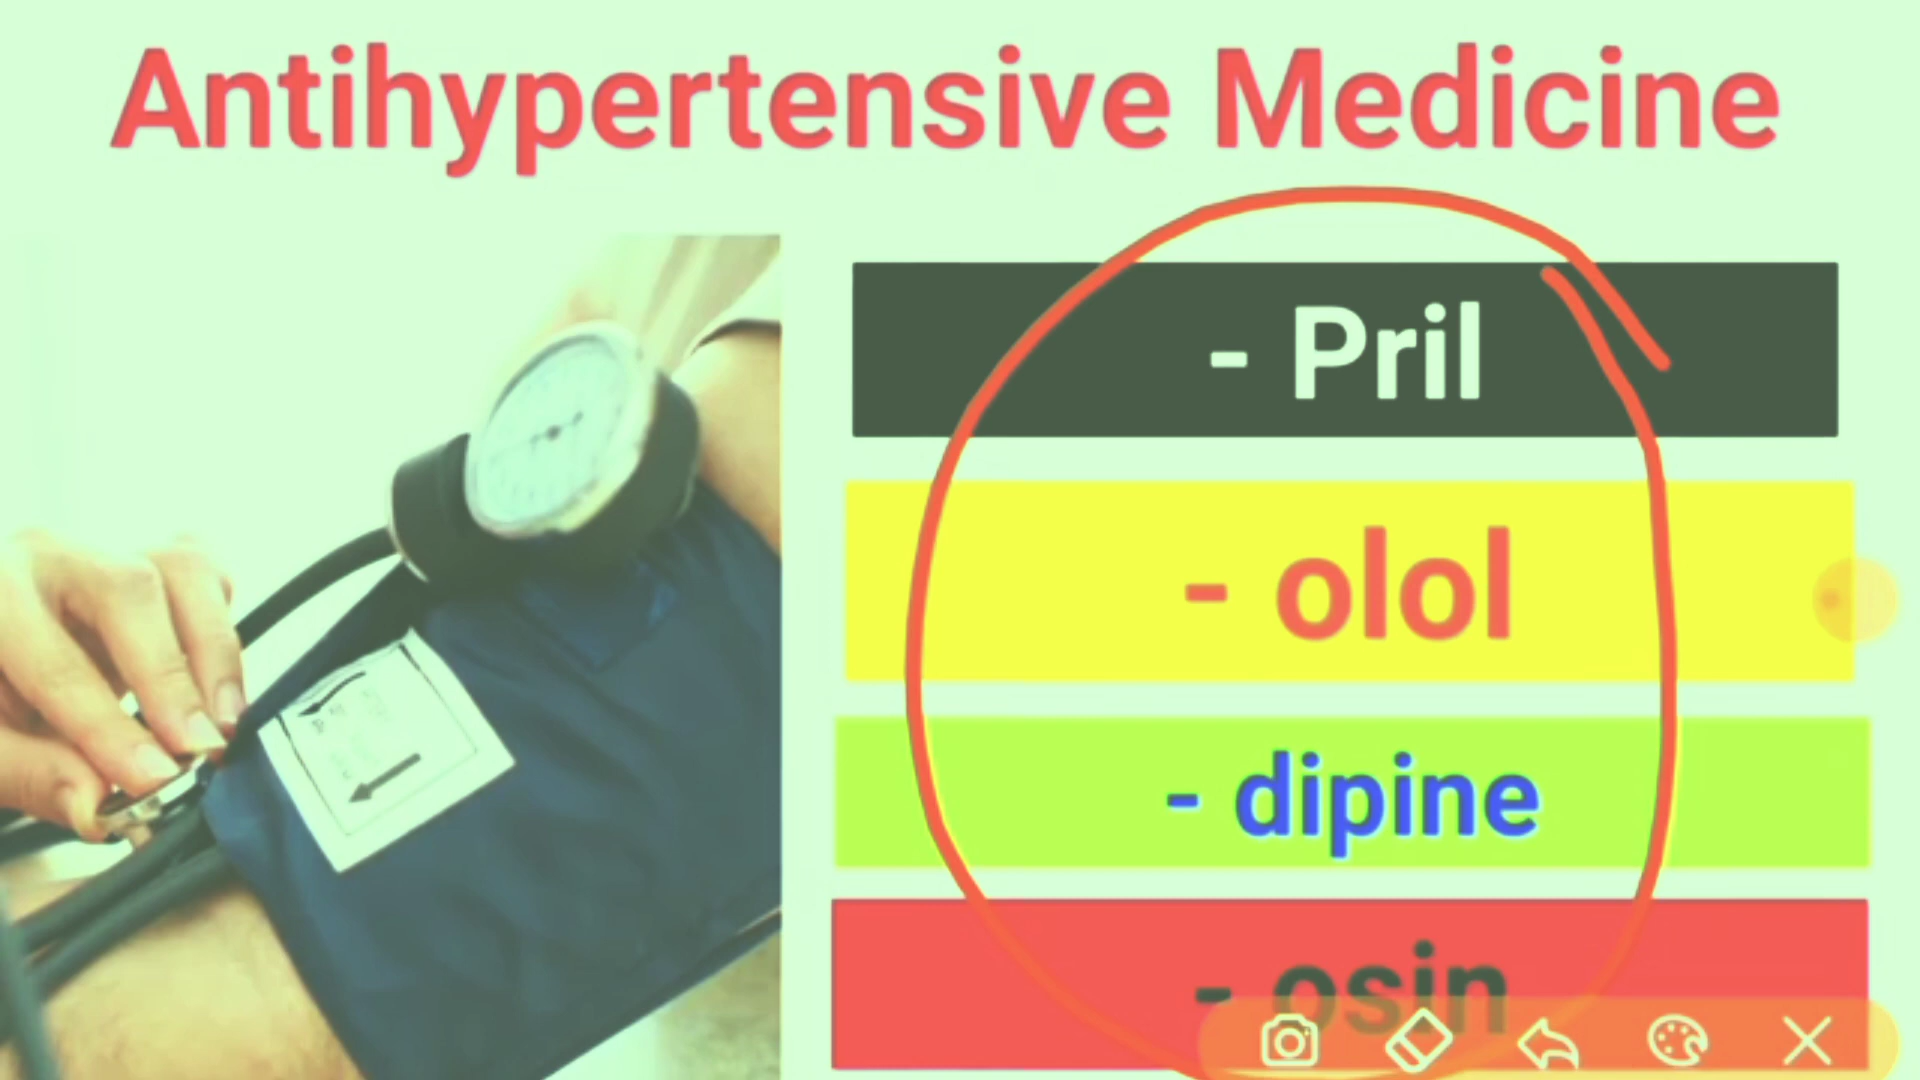 Antihypertensive Medicine
- Pril
- olol
- dipine
- osin